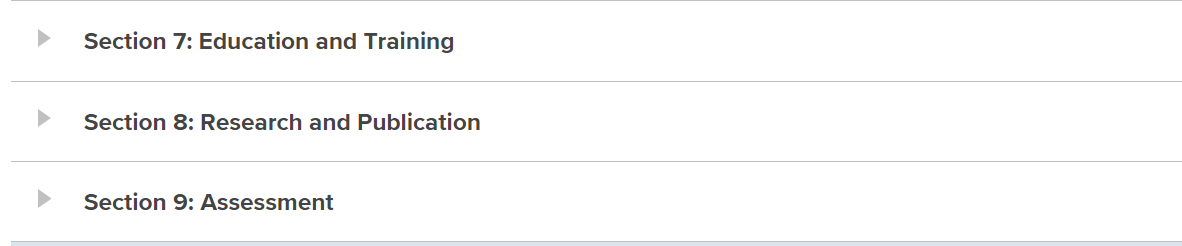 Section 7: Education and Training
Section 8: Research and Publication
Section 9: Assessment